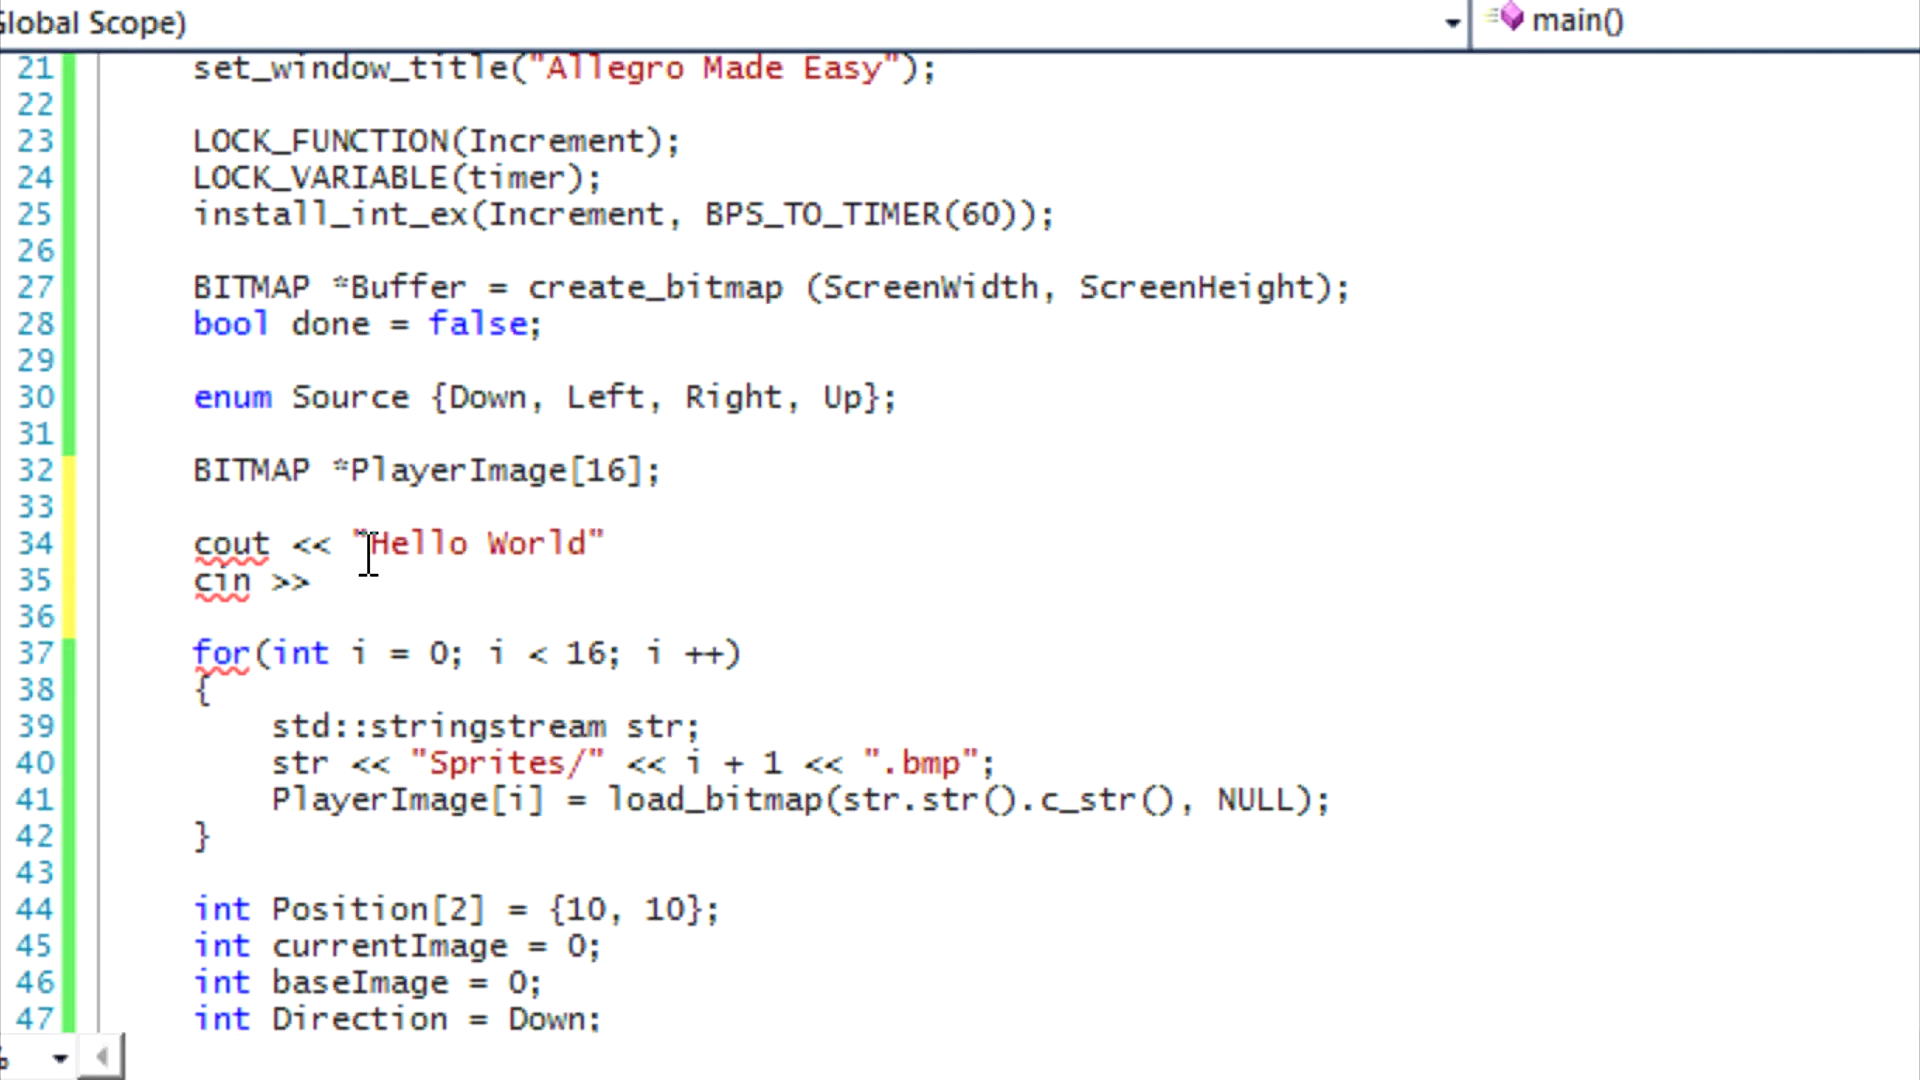 Global Scope)
main()
21 set_window_title("Allegro Made Easy");
22
23 LOCK_FUNCTION(Increment);
24 LOCK_VARIABLE(timer);
25 install_int_ex(Increment, BPS_TO_TIMER(60));
26
27 BITMAP *Buffer = create_bitmap (ScreenWidth, ScreenHeight);
28 bool done = false;
29
30 enum Source {Down, Left, Right, Up};
31
32 BITMAP *PlayerImage[16];
33
34 cout << "Hello World"
35 cin >>
36
37 for(int i = 0; i < 16; i ++)
38 {
39 std::stringstream str;
40 str << "Sprites/" << i + 1 << ".bmp";
41 PlayerImage[i] = load_bitmap(str.str().c_str(), NULL);
42 }
43
44 int Position[2] = {10, 10};
45 int currentImage = 0;
46 int baseImage = 0;
47 int Direction = Down;
%